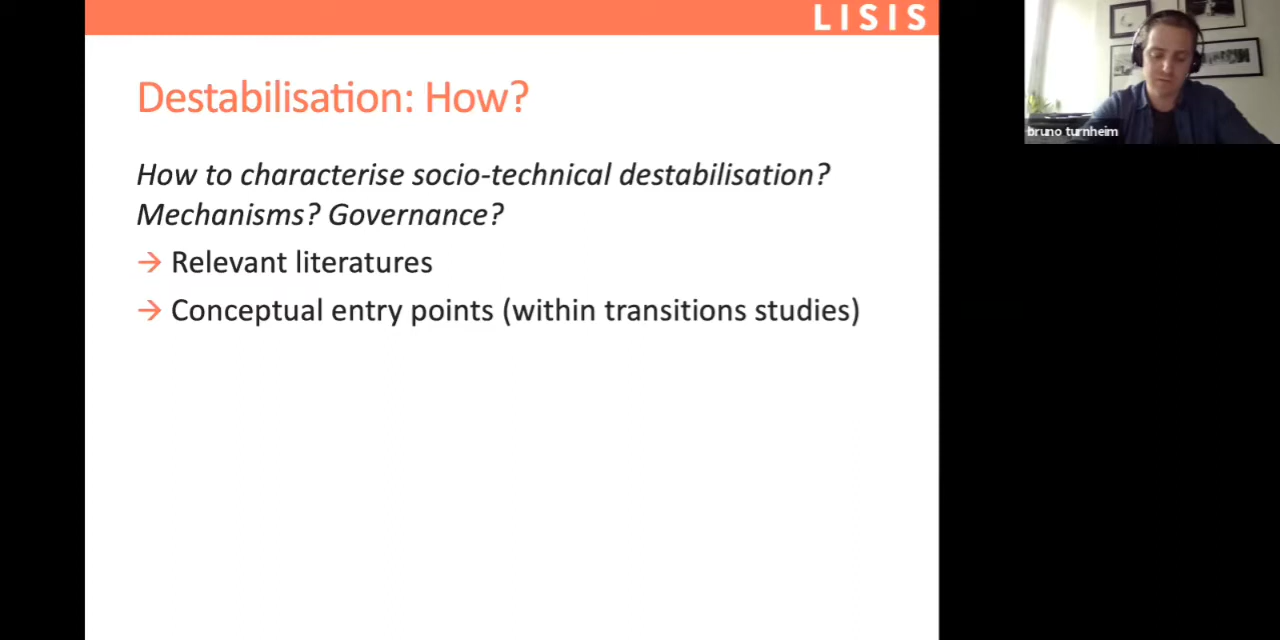 LISIS
Destabilisation: How?
How to characterise socio-technical destabilisation?
Mechanisms? Governance?
→ Relevant literatures
→ Conceptual entry points (within transitions studies)
bruno turnheim